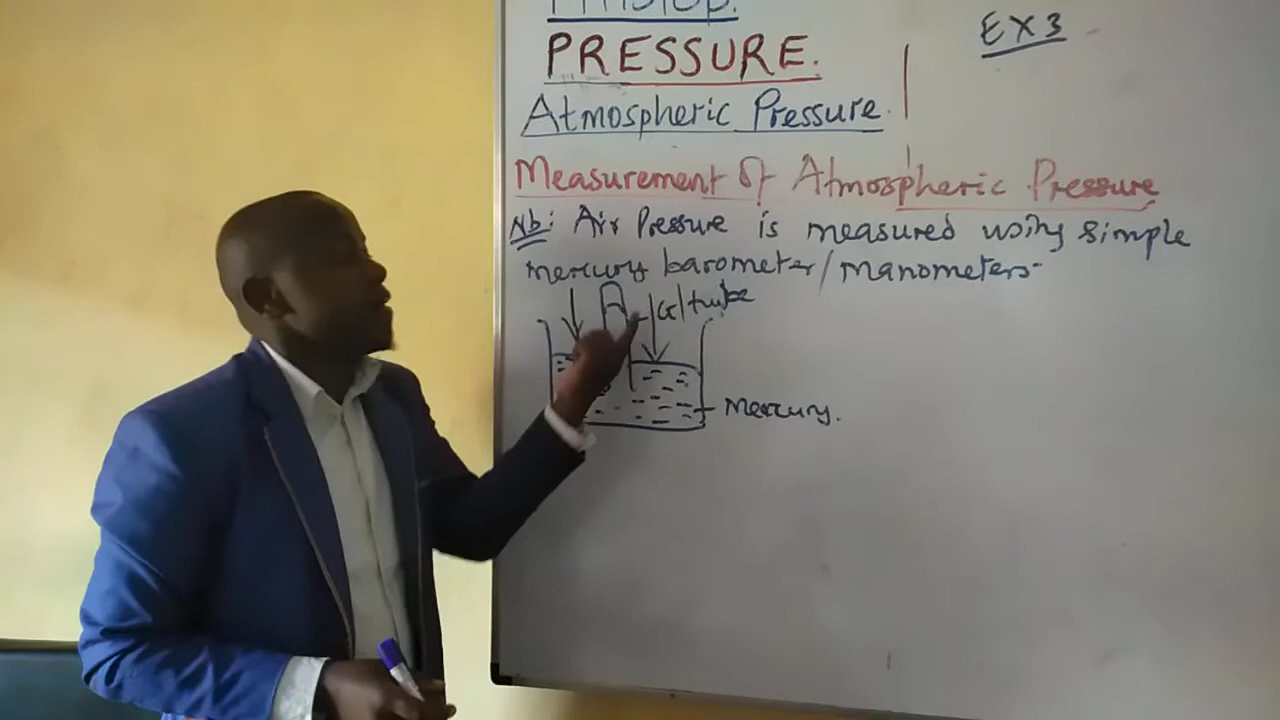 EX3
PRESSURE.
Atmospheric Pressure.
Measurement Of Atmospheric Pressure
Nb: Air Pressure is measured using simple
mercury barometer/manometers.
Mercury.